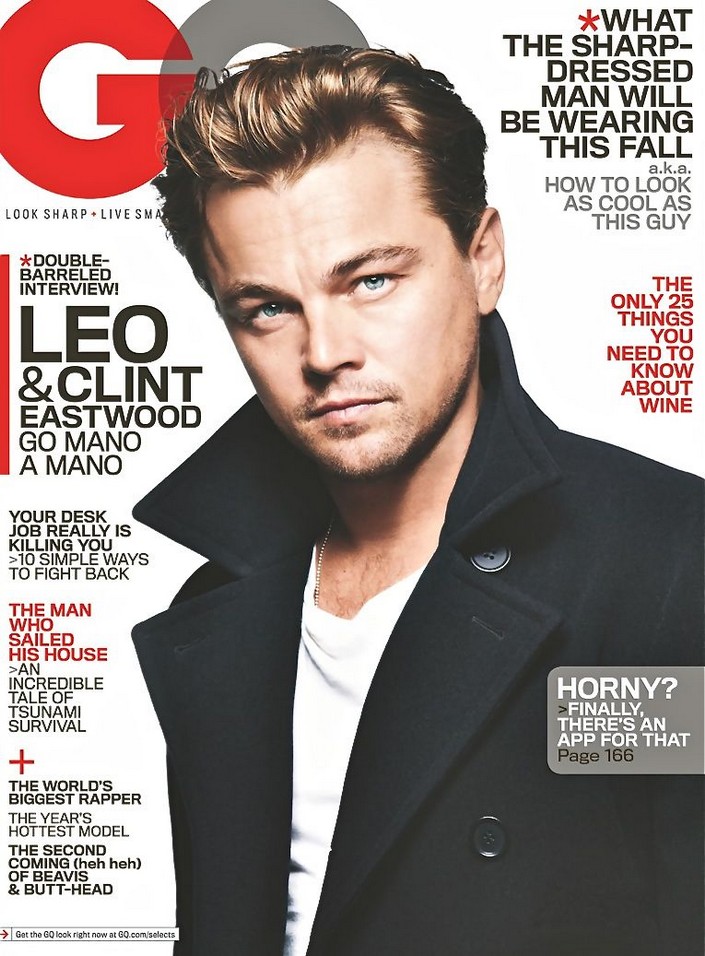 GQ
LOOK SHARP + LIVE SMA
*WHAT
THE SHARP-
DRESSED
MAN WILL
BE WEARING
THIS FALL
a.k.a.
HOW TO LOOK
AS COOL AS
THIS GUY
*DOUBLE-
BARRELED
INTERVIEW!
LEO
& CLINT
EASTWOOD
GO MANO
A MANO
THE
ONLY 25
THINGS
YOU
NEED TO
KNOW
ABOUT
WINE
YOUR DESK
JOB REALLY IS
KILLING YOU
>10 SIMPLE WAYS
TO FIGHT BACK
THE MAN
WHO
SAILED
HIS HOUSE
>AN
INCREDIBLE
TALE OF
TSUNAMI
SURVIVAL
HORNY?
>FINALLY,
THERE'S AN
APP FOR THAT
Page 166
+
THE WORLD'S
BIGGEST RAPPER
THE YEAR'S
HOTTEST MODEL
THE SECOND
COMING (heh heh)
OF BEAVIS
& BUTT-HEAD
Get the GQ look right now at GQ.com/selects